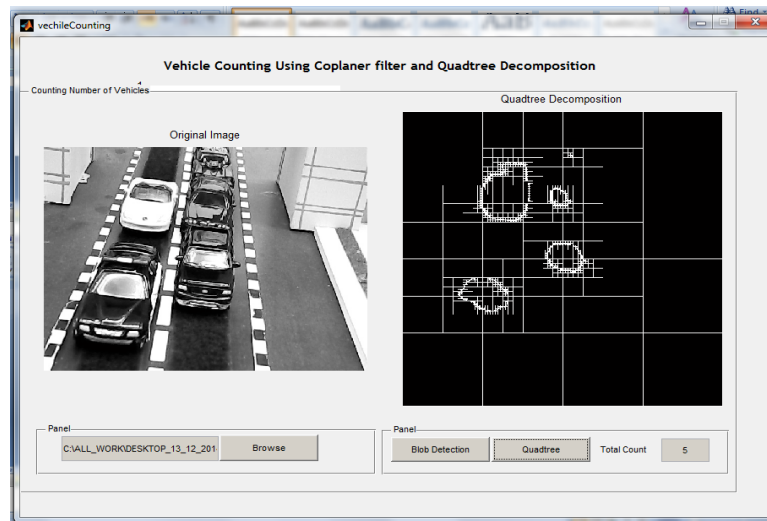 vechileCounting
Vehicle Counting Using Coplaner filter and Quadtree Decomposition
Counting Number of Vehicles
Quadtree Decomposition
Original Image
Panel
C:\ALL_WORK\DESKTOP_13_12_201
Browse
Panel
Blob Detection
Quadtree
Total Count
5